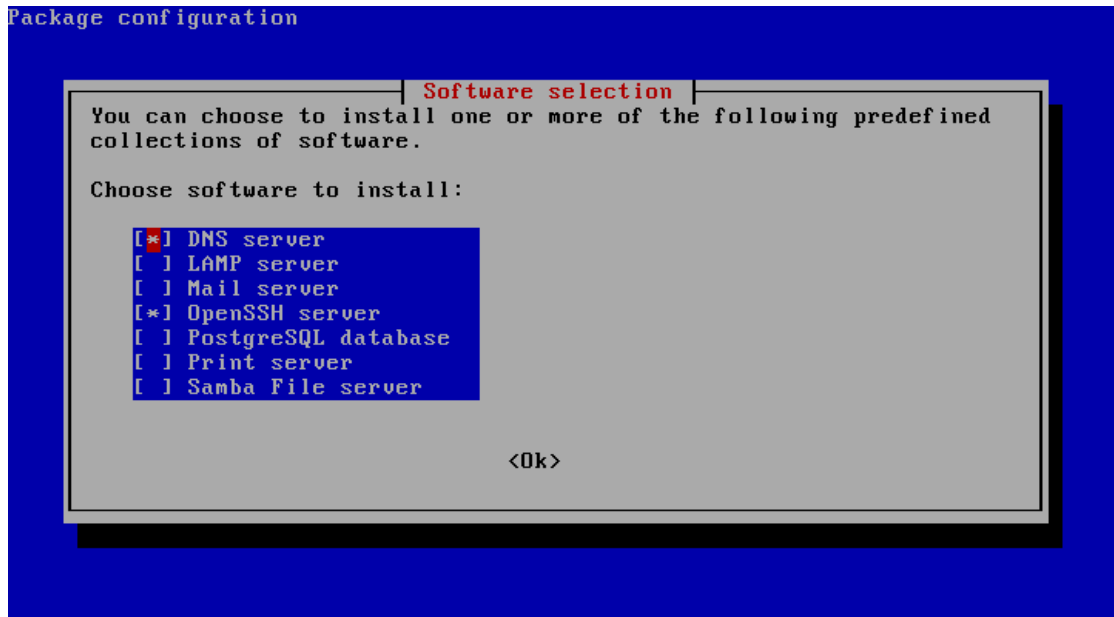 Package configuration
Software selection
You can choose to install one or more of the following predefined
collections of software.
Choose software to install:
[*] DNS server
[ ] LAMP server
[ ] Mail server
[*] OpenSSH server
[ ] PostgreSQL database
[ ] Print server
[ ] Samba File server
<Ok>